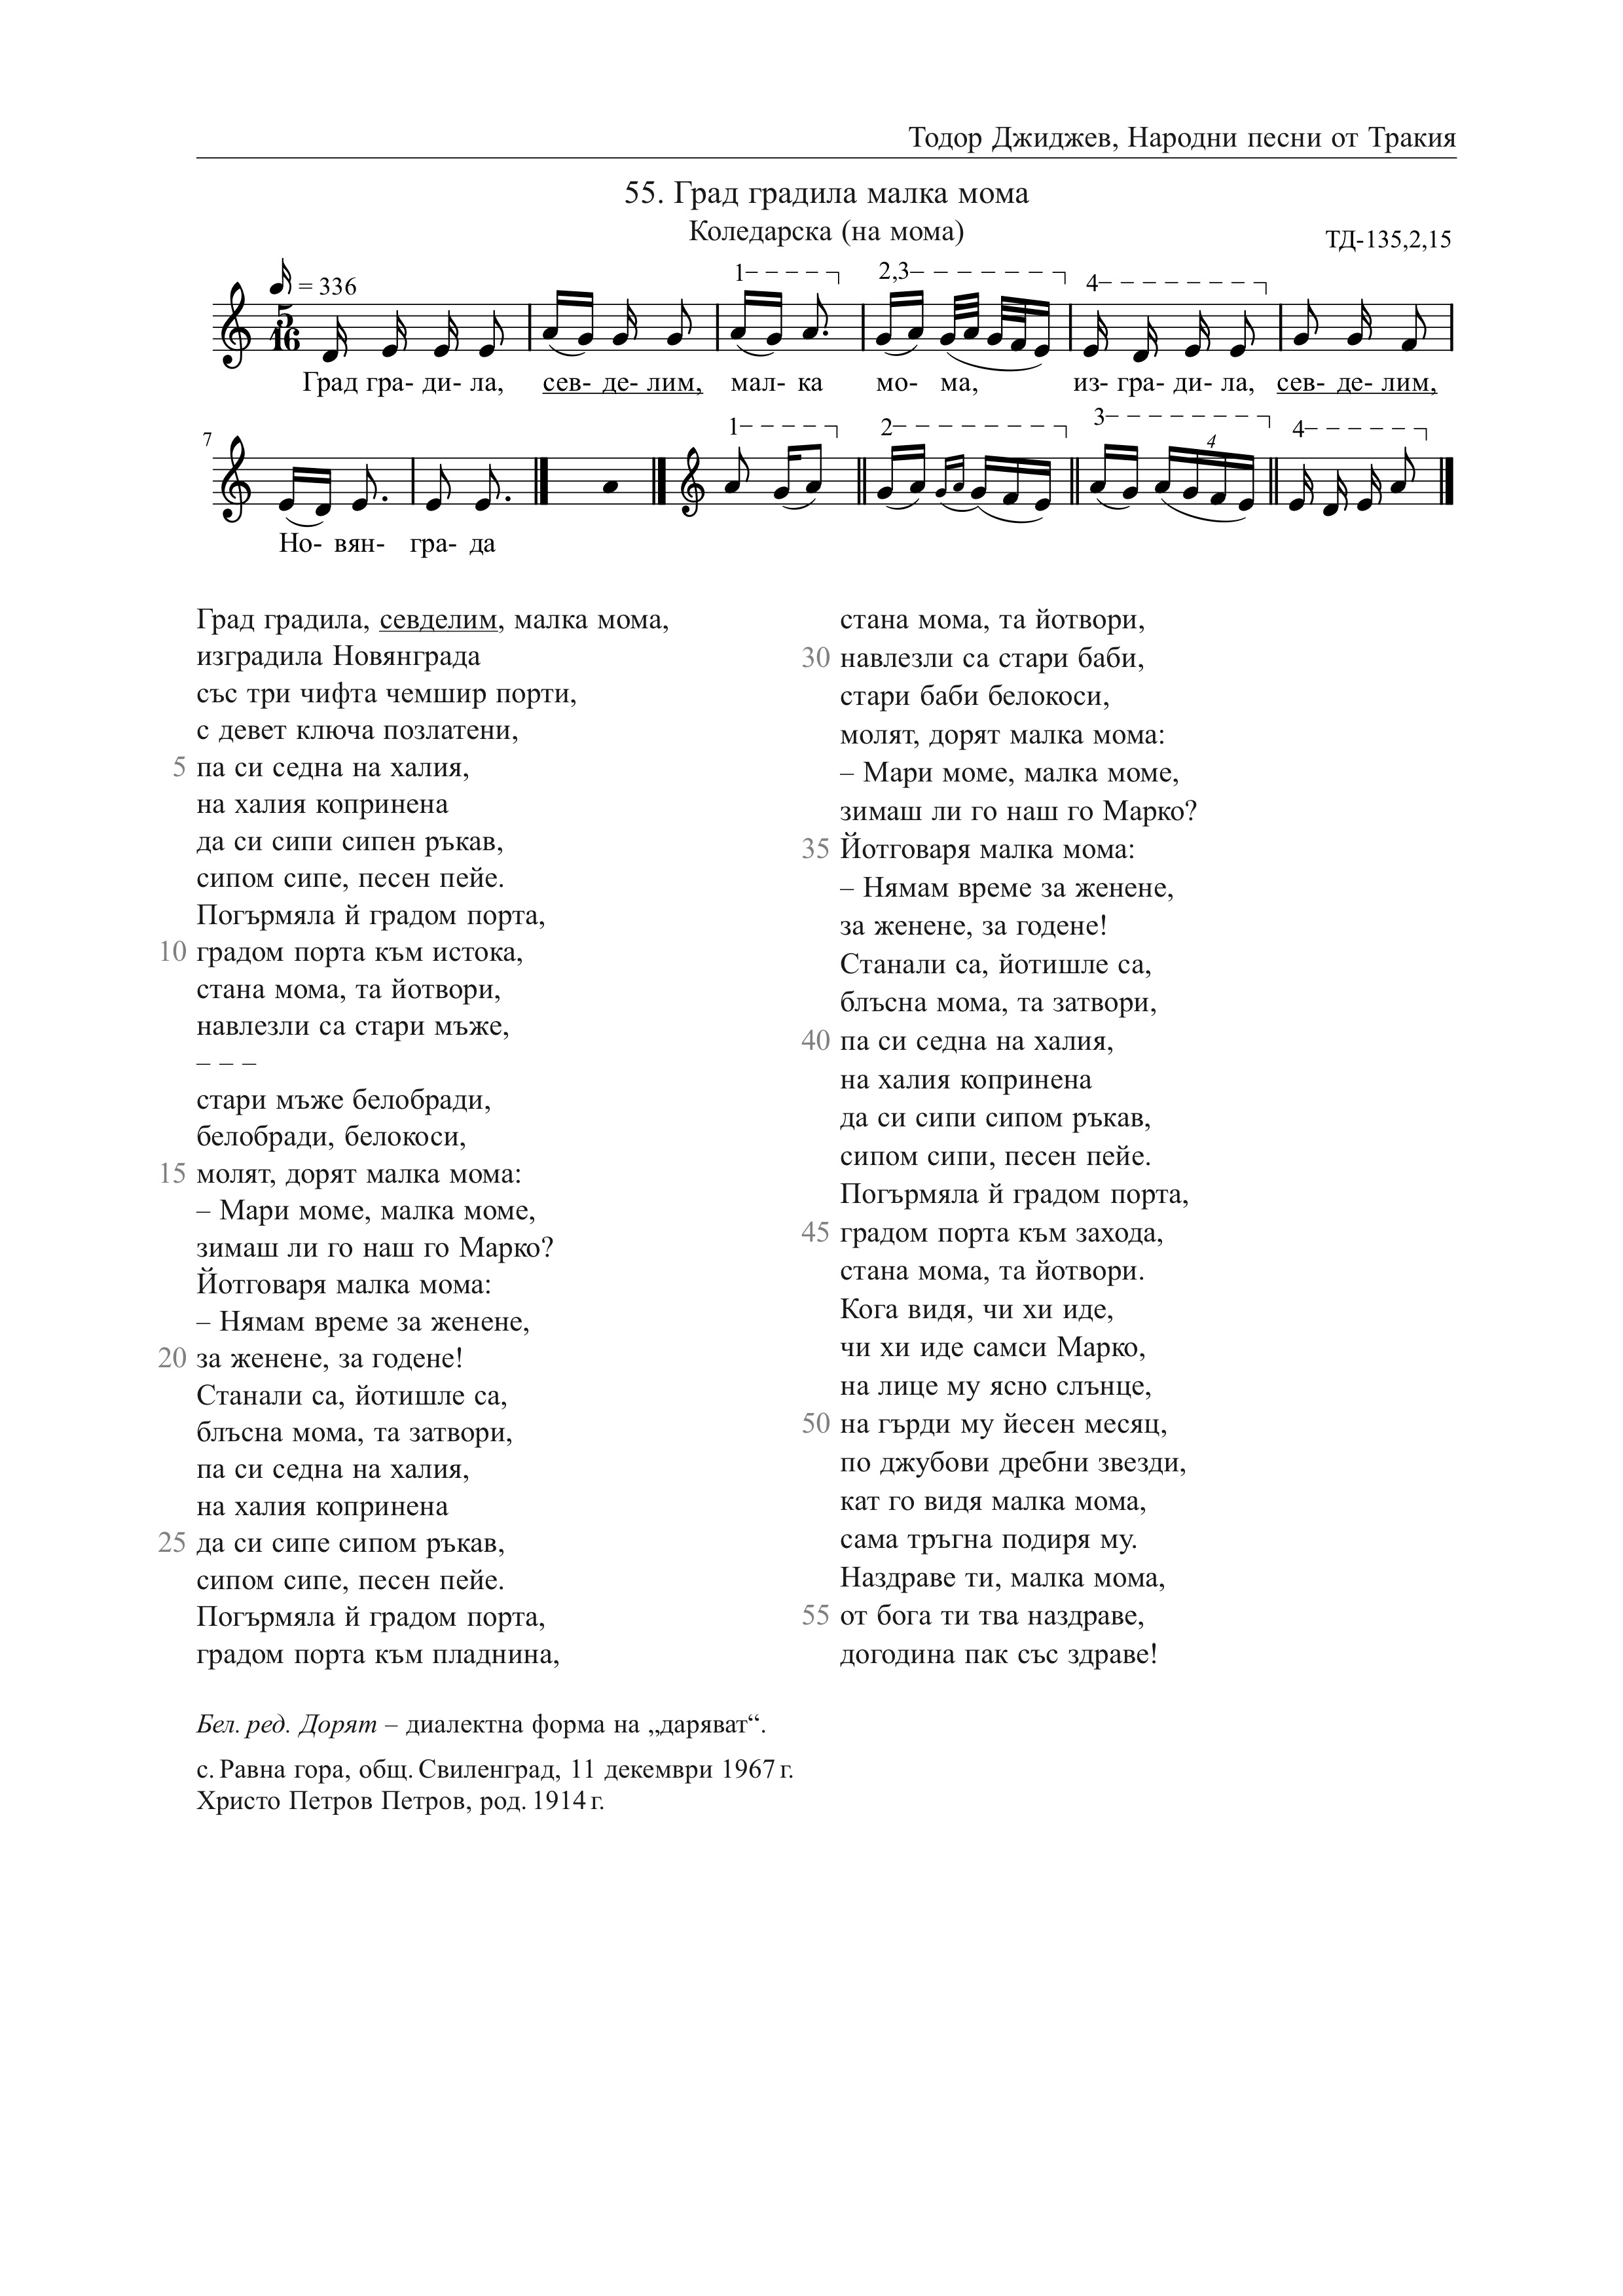 Тодор Джиджев, Народни песни от Тракия
55. Град градила малка мома
Коледарска (на мома)
ТД-135,2,15
= 336
5
16
1
2,3
4
Град гра- ди- ла, сев- де- лим, мал- ка мо- ма, из- гра- ди- ла, сев- де- лим,
7
1
2
3
4
4
Но- вян- гра- да
Град градила, севделим, малка мома,
изградила Новянграда
със три чифта чемшир порти,
с девет ключа позлатени,
5 па си седна на халия,
на халия копринена
да си сипи сипен ръкав,
сипом сипе, песен пейе.
Погърмяла й градом порта,
10 градом порта към истока,
стана мома, та йотвори,
навлезли са стари мъже,
– – –
стари мъже белобради,
белобради, белокоси,
15 молят, дорят малка мома:
– Мари моме, малка моме,
зимаш ли го наш го Марко?
Йотговаря малка мома:
– Нямам време за женене,
20 за женене, за годене!
Станали са, йотишле са,
блъсна мома, та затвори,
па си седна на халия,
на халия копринена
25 да си сипе сипом ръкав,
сипом сипе, песен пейе.
Погърмяла й градом порта,
градом порта към пладнина,
стана мома, та йотвори,
30 навлезли са стари баби,
стари баби белокоси,
молят, дорят малка мома:
– Мари моме, малка моме,
зимаш ли го наш го Марко?
35 Йотговаря малка мома:
– Нямам време за женене,
за женене, за годене!
Станали са, йотишле са,
блъсна мома, та затвори,
40 па си седна на халия,
на халия копринена
да си сипи сипом ръкав,
сипом сипи, песен пейе.
Погърмяла й градом порта,
45 градом порта към захода,
стана мома, та йотвори.
Кога видя, чи хи иде,
чи хи иде самси Марко,
на лице му ясно слънце,
50 на гърди му йесен месяц,
по джубови дребни звезди,
кат го видя малка мома,
сама тръгна подиря му.
Наздраве ти, малка мома,
55 от бога ти тва наздраве,
догодина пак със здраве!
Бел. ред. Дорят – диалектна форма на „даряват“.
с. Равна гора, общ. Свиленград, 11 декември 1967 г.
Христо Петров Петров, род. 1914 г.